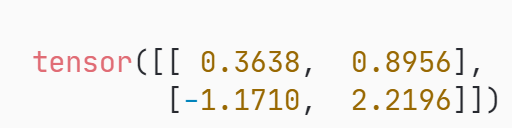 tensor([[ 0.3638,  0.8956],
        [-1.1710,  2.2196]])